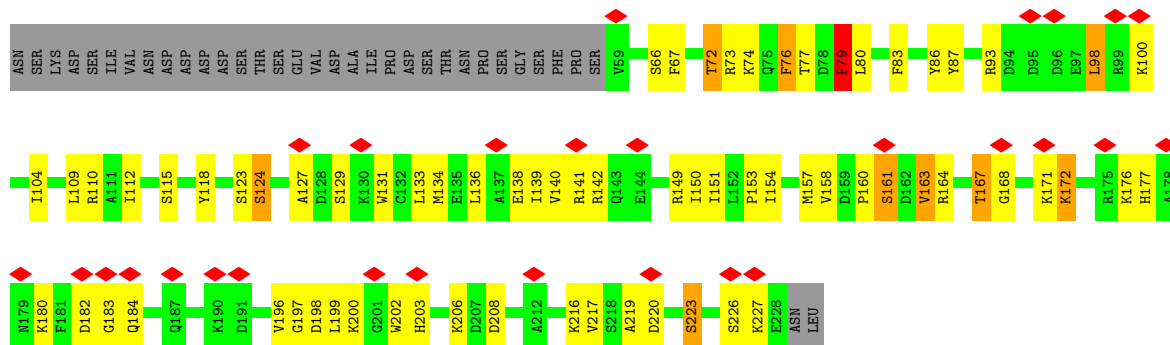 ASN SER LYS ASP SER ILE VAL ASN ASP ASP ASP ASP SER THR SER GLU VAL ASP ALA ILE PRO ASP SER THR ASN PRO SER GLY SER PHE PRO SER V59 S66 F67 T72 R73 K74 Q75 F76 T77 D78 F79 L80 F83 Y86 Y87 R93 D94 D95 D96 E97 L98 R99 K100
I104 L109 R110 A111 I112 S115 Y118 S123 S124 A127 D128 S129 K130 W131 C132 L133 M134 E135 L136 A137 E138 I139 V140 R141 R142 Q143 E144 R149 I150 I151 L152 P153 I154 M157 V158 D159 P160 S161 D162 V163 R164 T167 G168 K171 K172 R175 K176 H177 A178
N179 K180 F181 D182 G183 Q184 Q187 K190 D191 V196 G197 D198 L199 K200 G201 W202 H203 K206 D207 D208 A212 K216 V217 S218 A219 D220 S223 S226 K227 E228 ASN LEU